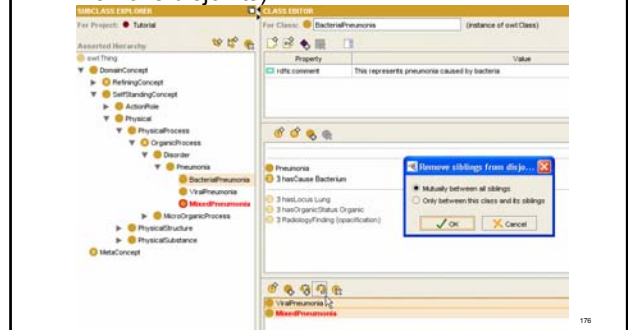 SUBCLASS EXPLORER
For Project: Tutorial
Asserted Hierarchy
owl:Thing
DomainConcept
RefiningConcept
SelfStandingConcept
ActionRole
Physical
PhysicalProcess
OrganicProcess
Disorder
Pneumonia
BacterialPneumonia
ViralPneumonia
MixedPneumonia
MicroOrganicProcess
PhysicalStructure
PhysicalSubstance
MetaConcept
CLASS EDITOR
For Class: BacterialPneumonia (instance of owl:Class)
Property Value
rdfs:comment This represents pneumonia caused by bacteria
Pneumonia
∃ hasCause Bacterium
∃ hasLocus Lung
∃ hasOrganicStatus Organic
∃ RadologyFinding (opacification)
Remove siblings from disjo...
Mutually between all siblings
Only between this class and its siblings
OK Cancel
ViralPneumonia
MixedPneumonia
176